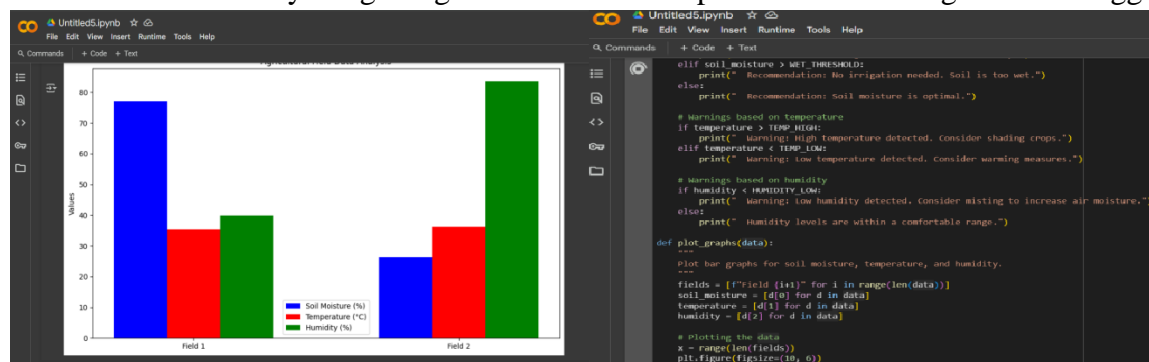 Untitled5.ipynb
File Edit View Insert Runtime Tools Help
Commands + Code + Text
Agricultural Field Data Analysis
80
70
60
50
40
30
20
10
0
Values
Soil Moisture (%)
Temperature (°C)
Humidity (%)
Field 1 Field 2
Untitled5.ipynb
File Edit View Insert Runtime Tools Help
Commands + Code + Text
elif soil_moisture > WET_THRESHOLD:
print(" Recommendation: No irrigation needed. Soil is too wet.")
else:
print(" Recommendation: Soil moisture is optimal.")
# Warnings based on temperature
if temperature > TEMP_HIGH:
print(" Warning: High temperature detected. Consider shading crops.")
elif temperature < TEMP_LOW:
print(" Warning: Low temperature detected. Consider warming measures.")
# Warnings based on humidity
if humidity < HUMIDITY_LOW:
print(" Warning: Low humidity detected. Consider misting to increase air moisture.")
else:
print(" Humidity levels are within a comfortable range.")
def plot_graphs(data):
"""
Plot bar graphs for soil moisture, temperature, and humidity.
"""
fields = [f"Field {i+1}" for i in range(len(data))]
soil_moisture = [d[0] for d in data]
temperature = [d[1] for d in data]
humidity = [d[2] for d in data]
# Plotting the data
x = range(len(fields))
plt.figure(figsize=(10, 6))